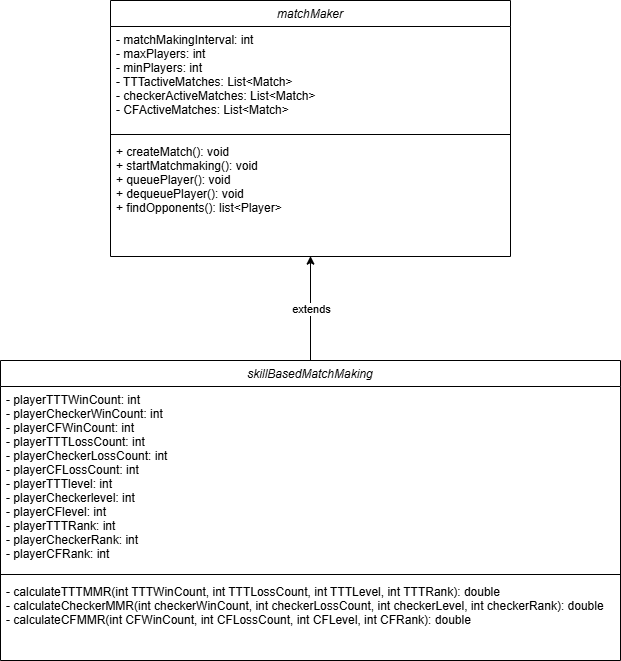 matchMaker
- matchMakingInterval: int
- maxPlayers: int
- minPlayers: int
- TTTactiveMatches: List<Match>
- checkerActiveMatches: List<Match>
- CFActiveMatches: List<Match>
+ createMatch(): void
+ startMatchmaking(): void
+ queuePlayer(): void
+ dequeuePlayer(): void
+ findOpponents(): list<Player>
extends
skillBasedMatchMaking
- playerTTTWinCount: int
- playerCheckerWinCount: int
- playerCFWinCount: int
- playerTTTLossCount: int
- playerCheckerLossCount: int
- playerCFLossCount: int
- playerTTTlevel: int
- playerCheckerlevel: int
- playerCFlevel: int
- playerTTTRank: int
- playerCheckerRank: int
- playerCFRank: int
- calculateTTTMMR(int TTTWinCount, int TTTLossCount, int TTTLevel, int TTTRank): double
- calculateCheckerMMR(int checkerWinCount, int checkerLossCount, int checkerLevel, int checkerRank): double
- calculateCFMMR(int CFWinCount, int CFLossCount, int CFLevel, int CFRank): double